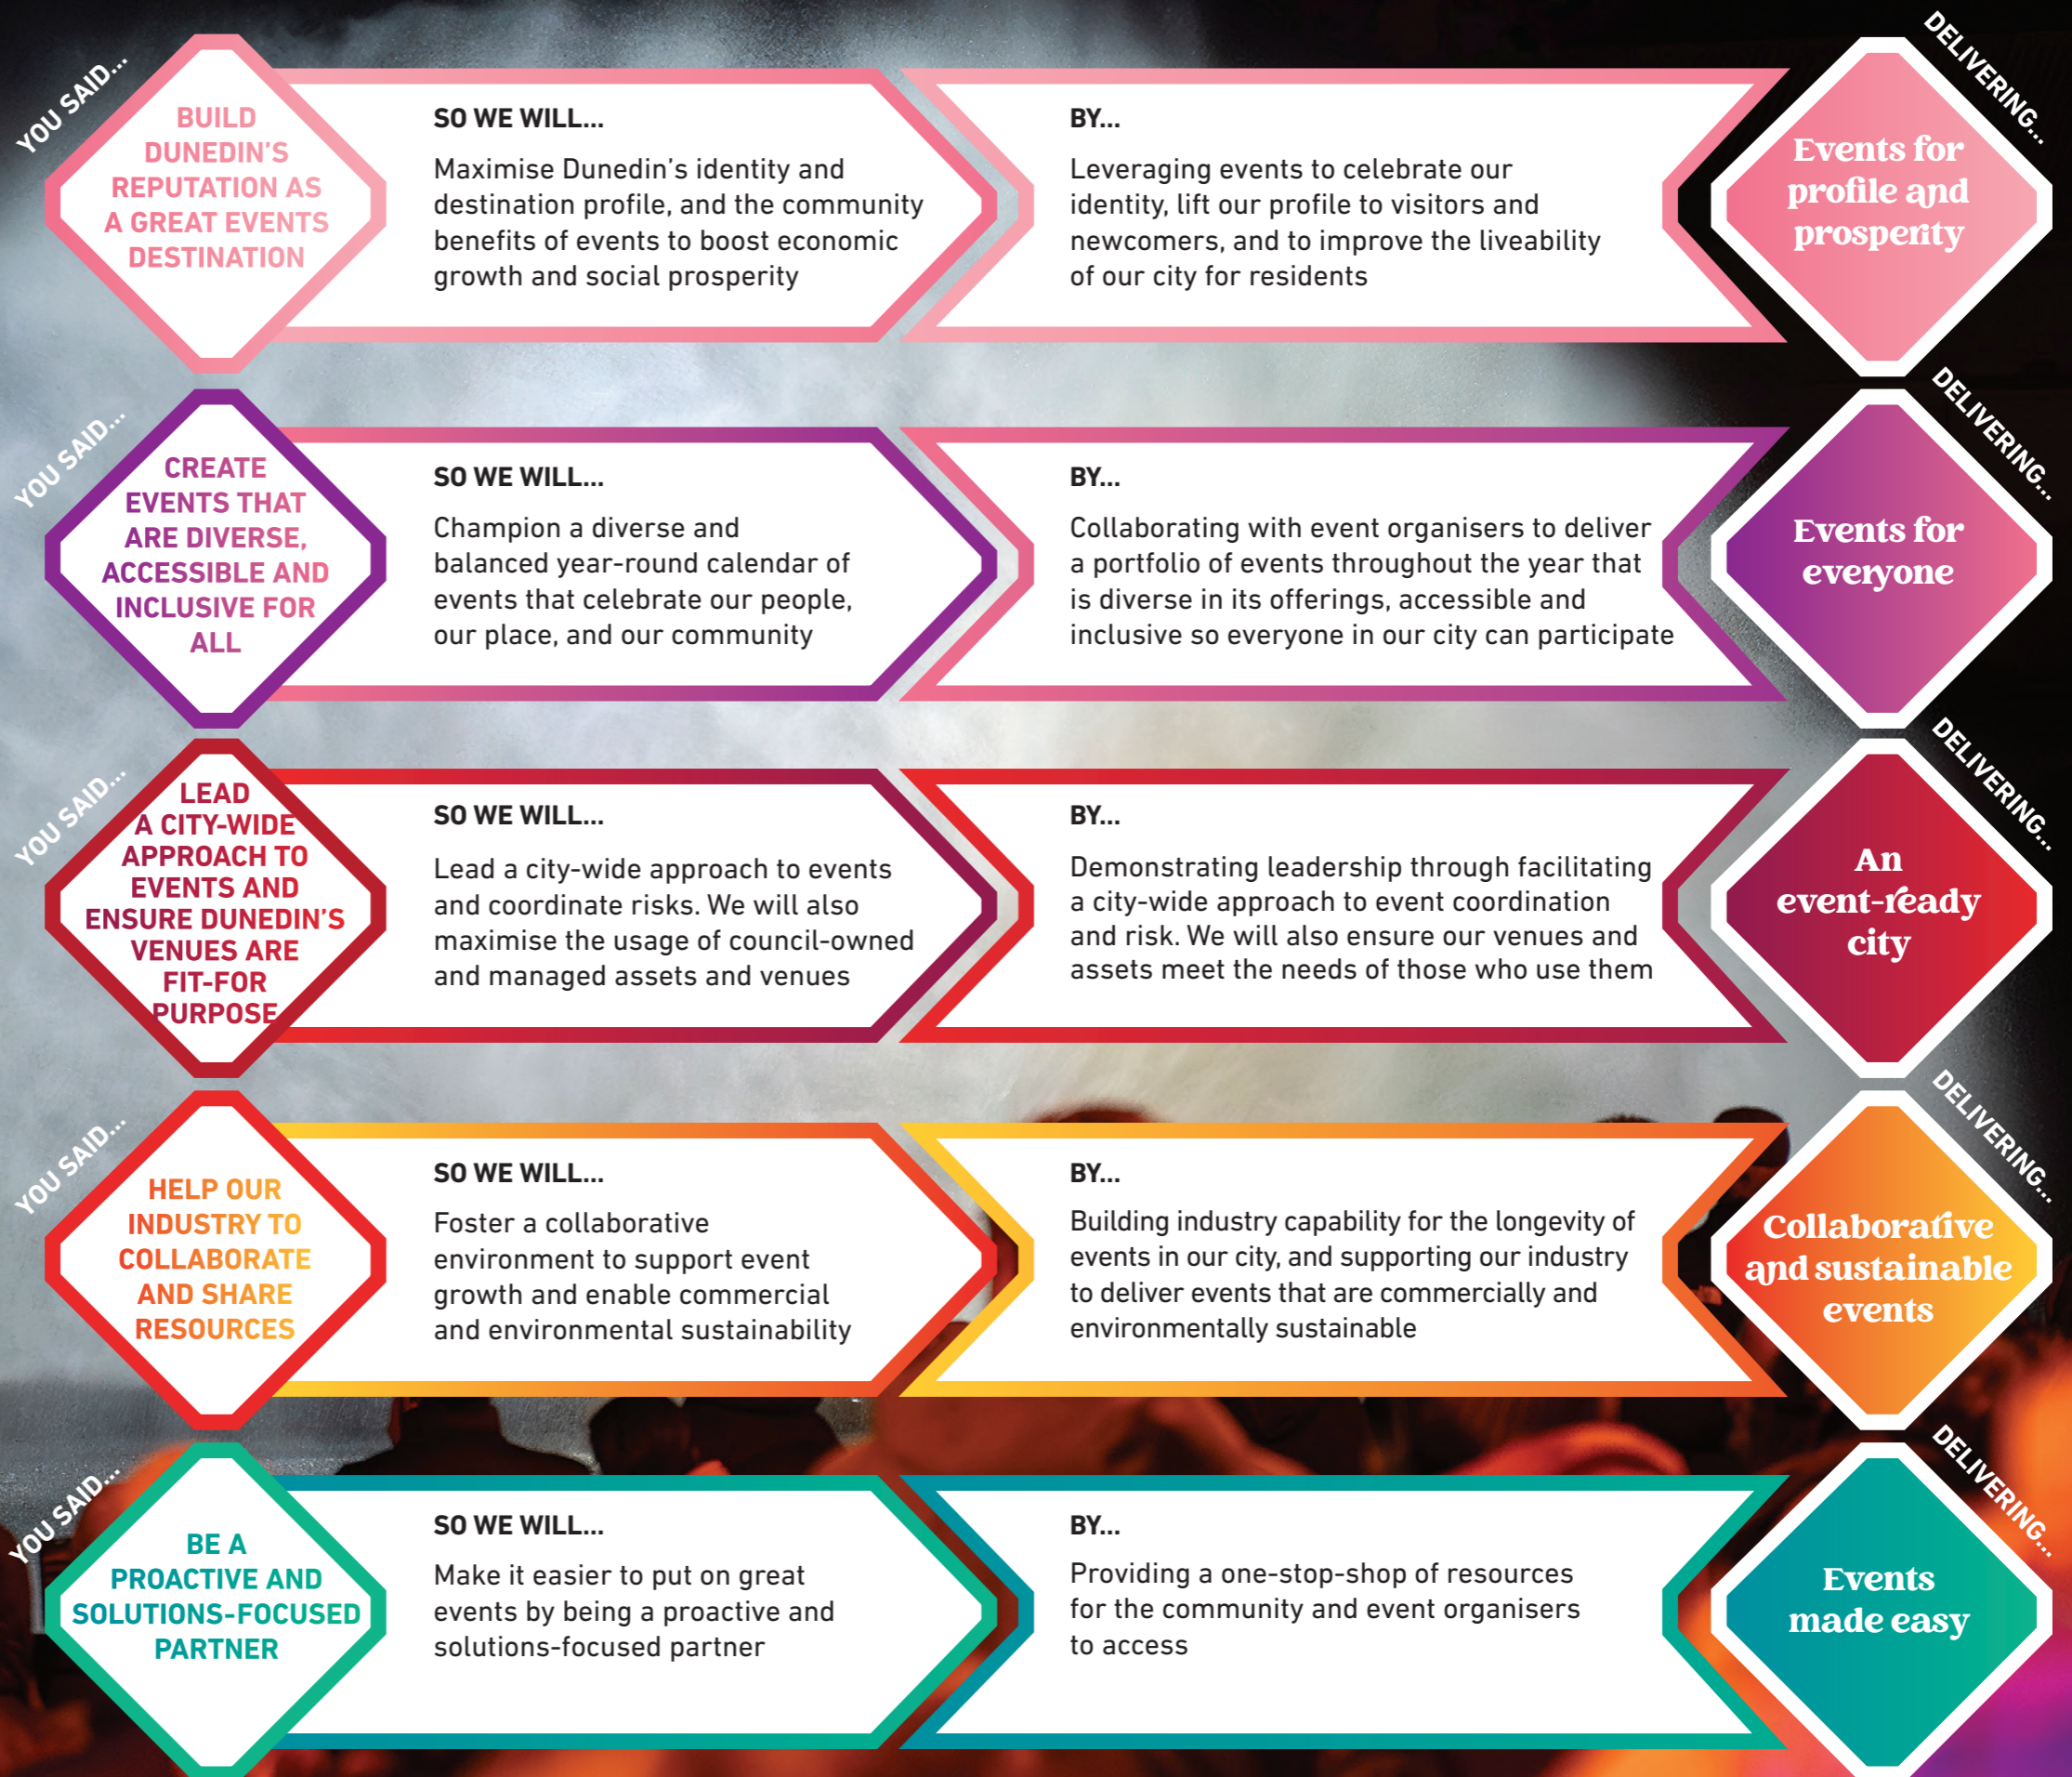 YOU SAID...
BUILD
DUNEDIN'S
REPUTATION AS
A GREAT EVENTS
DESTINATION
SO WE WILL...
Maximise Dunedin's identity and
destination profile, and the community
benefits of events to boost economic
growth and social prosperity
BY...
Leveraging events to celebrate our
identity, lift our profile to visitors and
newcomers, and to improve the liveability
of our city for residents
DELIVERING...
Events for
profile and
prosperity
YOU SAID...
CREATE
EVENTS THAT
ARE DIVERSE,
ACCESSIBLE AND
INCLUSIVE FOR
ALL
SO WE WILL...
Champion a diverse and
balanced year-round calendar of
events that celebrate our people,
our place, and our community
BY...
Collaborating with event organisers to deliver
a portfolio of events throughout the year that
is diverse in its offerings, accessible and
inclusive so everyone in our city can participate
DELIVERING...
Events for
everyone
YOU SAID...
LEAD
A CITY-WIDE
APPROACH TO
EVENTS AND
ENSURE DUNEDIN'S
VENUES ARE
FIT-FOR
PURPOSE
SO WE WILL...
Lead a city-wide approach to events
and coordinate risks. We will also
maximise the usage of council-owned
and managed assets and venues
BY...
Demonstrating leadership through facilitating
a city-wide approach to event coordination
and risk. We will also ensure our venues and
assets meet the needs of those who use them
DELIVERING...
An
event-ready
city
YOU SAID...
HELP OUR
INDUSTRY TO
COLLABORATE
AND SHARE
RESOURCES
SO WE WILL...
Foster a collaborative
environment to support event
growth and enable commercial
and environmental sustainability
BY...
Building industry capability for the longevity of
events in our city, and supporting our industry
to deliver events that are commercially and
environmentally sustainable
DELIVERING...
Collaborative
and sustainable
events
YOU SAID...
BE A
PROACTIVE AND
SOLUTIONS-FOCUSED
PARTNER
SO WE WILL...
Make it easier to put on great
events by being a proactive and
solutions-focused partner
BY...
Providing a one-stop-shop of resources
for the community and event organisers
to access
DELIVERING...
Events
made easy